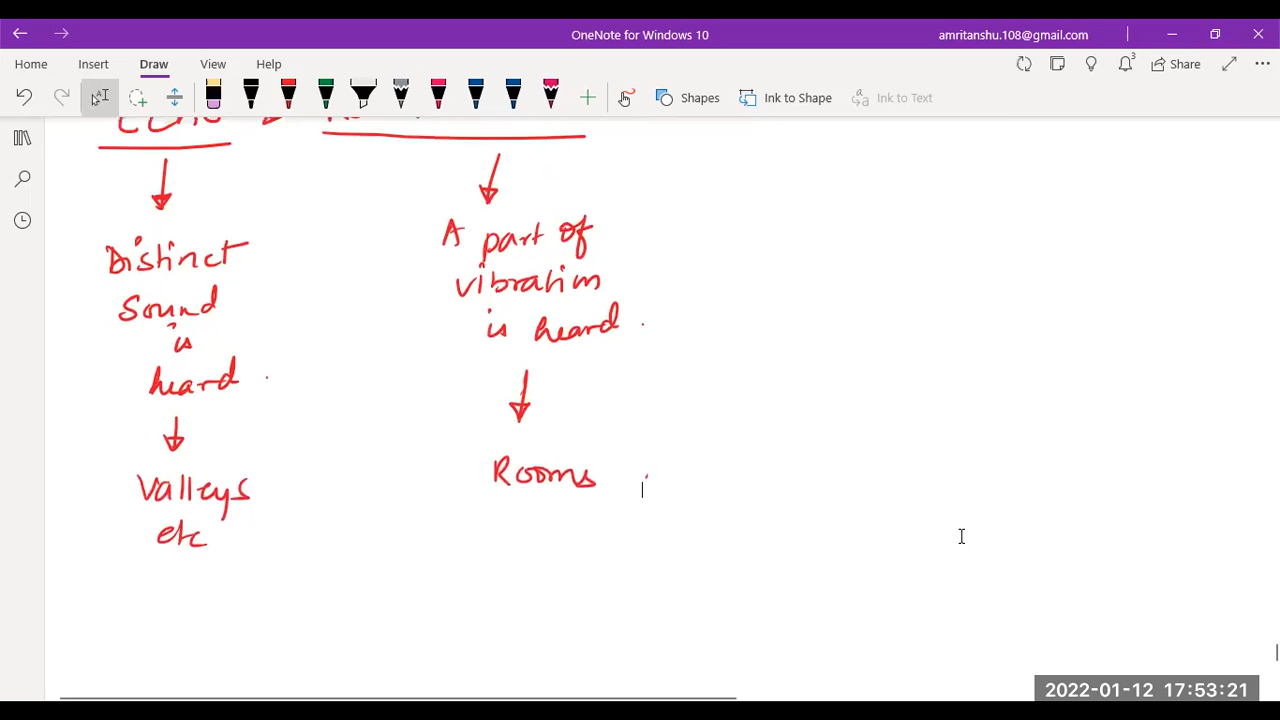 OneNote for Windows 10
amritanshu.108@gmail.com
Home Insert Draw View Help
3
Share
Shapes
Ink to Shape
Ink to Text
Distinct
Sound
is
heard .
Valleys
etc
A part of
vibration
is heard .
Rooms .
2022-01-12 17:53:21